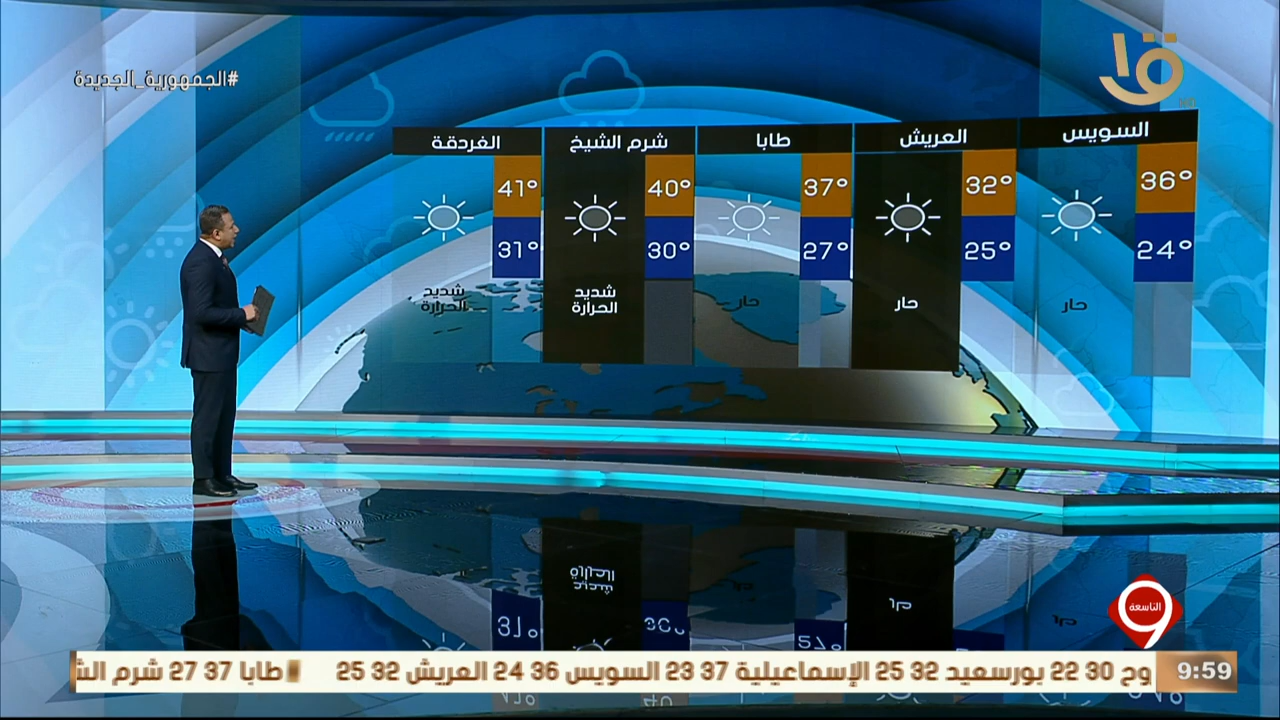 #الجمهورية_الجديدة
السويس
36°
24°
حار
العريش
32°
25°
حار
طابا
37°
27°
حار
شرم الشيخ
40°
30°
شديد
الحرارة
الغردقة
41°
31°
شديد
الحرارة
التاسعة
9
9:59
وح 30 22 بورسعيد 32 25 الإسماعيلية 37 23 السويس 36 24 العريش 32 25 طابا 37 27 شرم الش